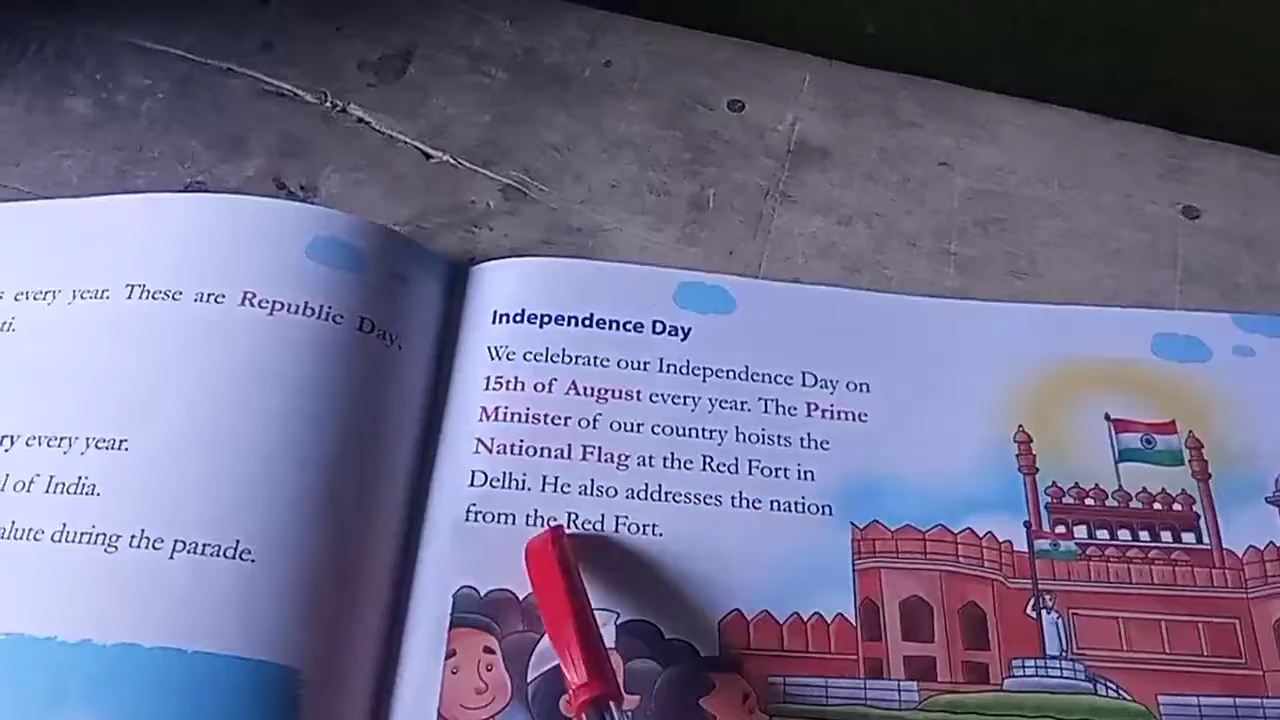 every year. These are Republic Day,
ti.
ry every year.
l of India.
alute during the parade.
Independence Day
We celebrate our Independence Day on
15th of August every year. The Prime
Minister of our country hoists the
National Flag at the Red Fort in
Delhi. He also addresses the nation
from the Red Fort.